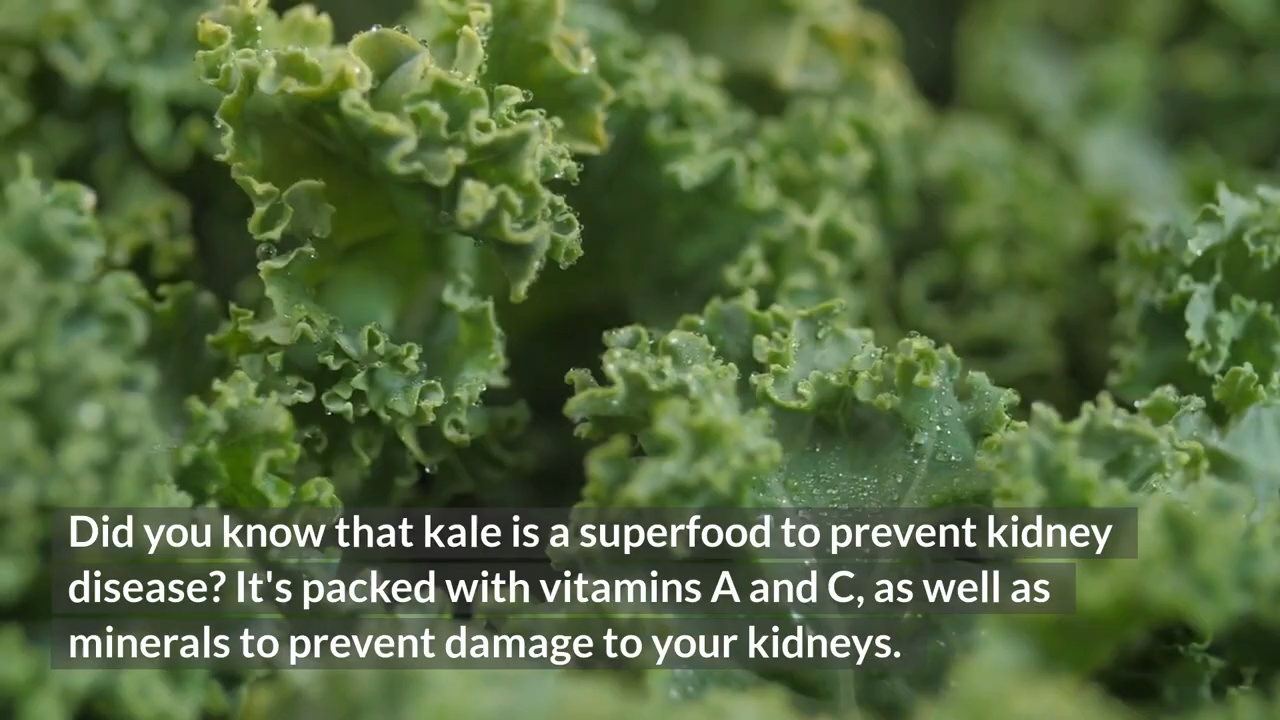 Did you know that kale is a superfood to prevent kidney
disease? It's packed with vitamins A and C, as well as
minerals to prevent damage to your kidneys.